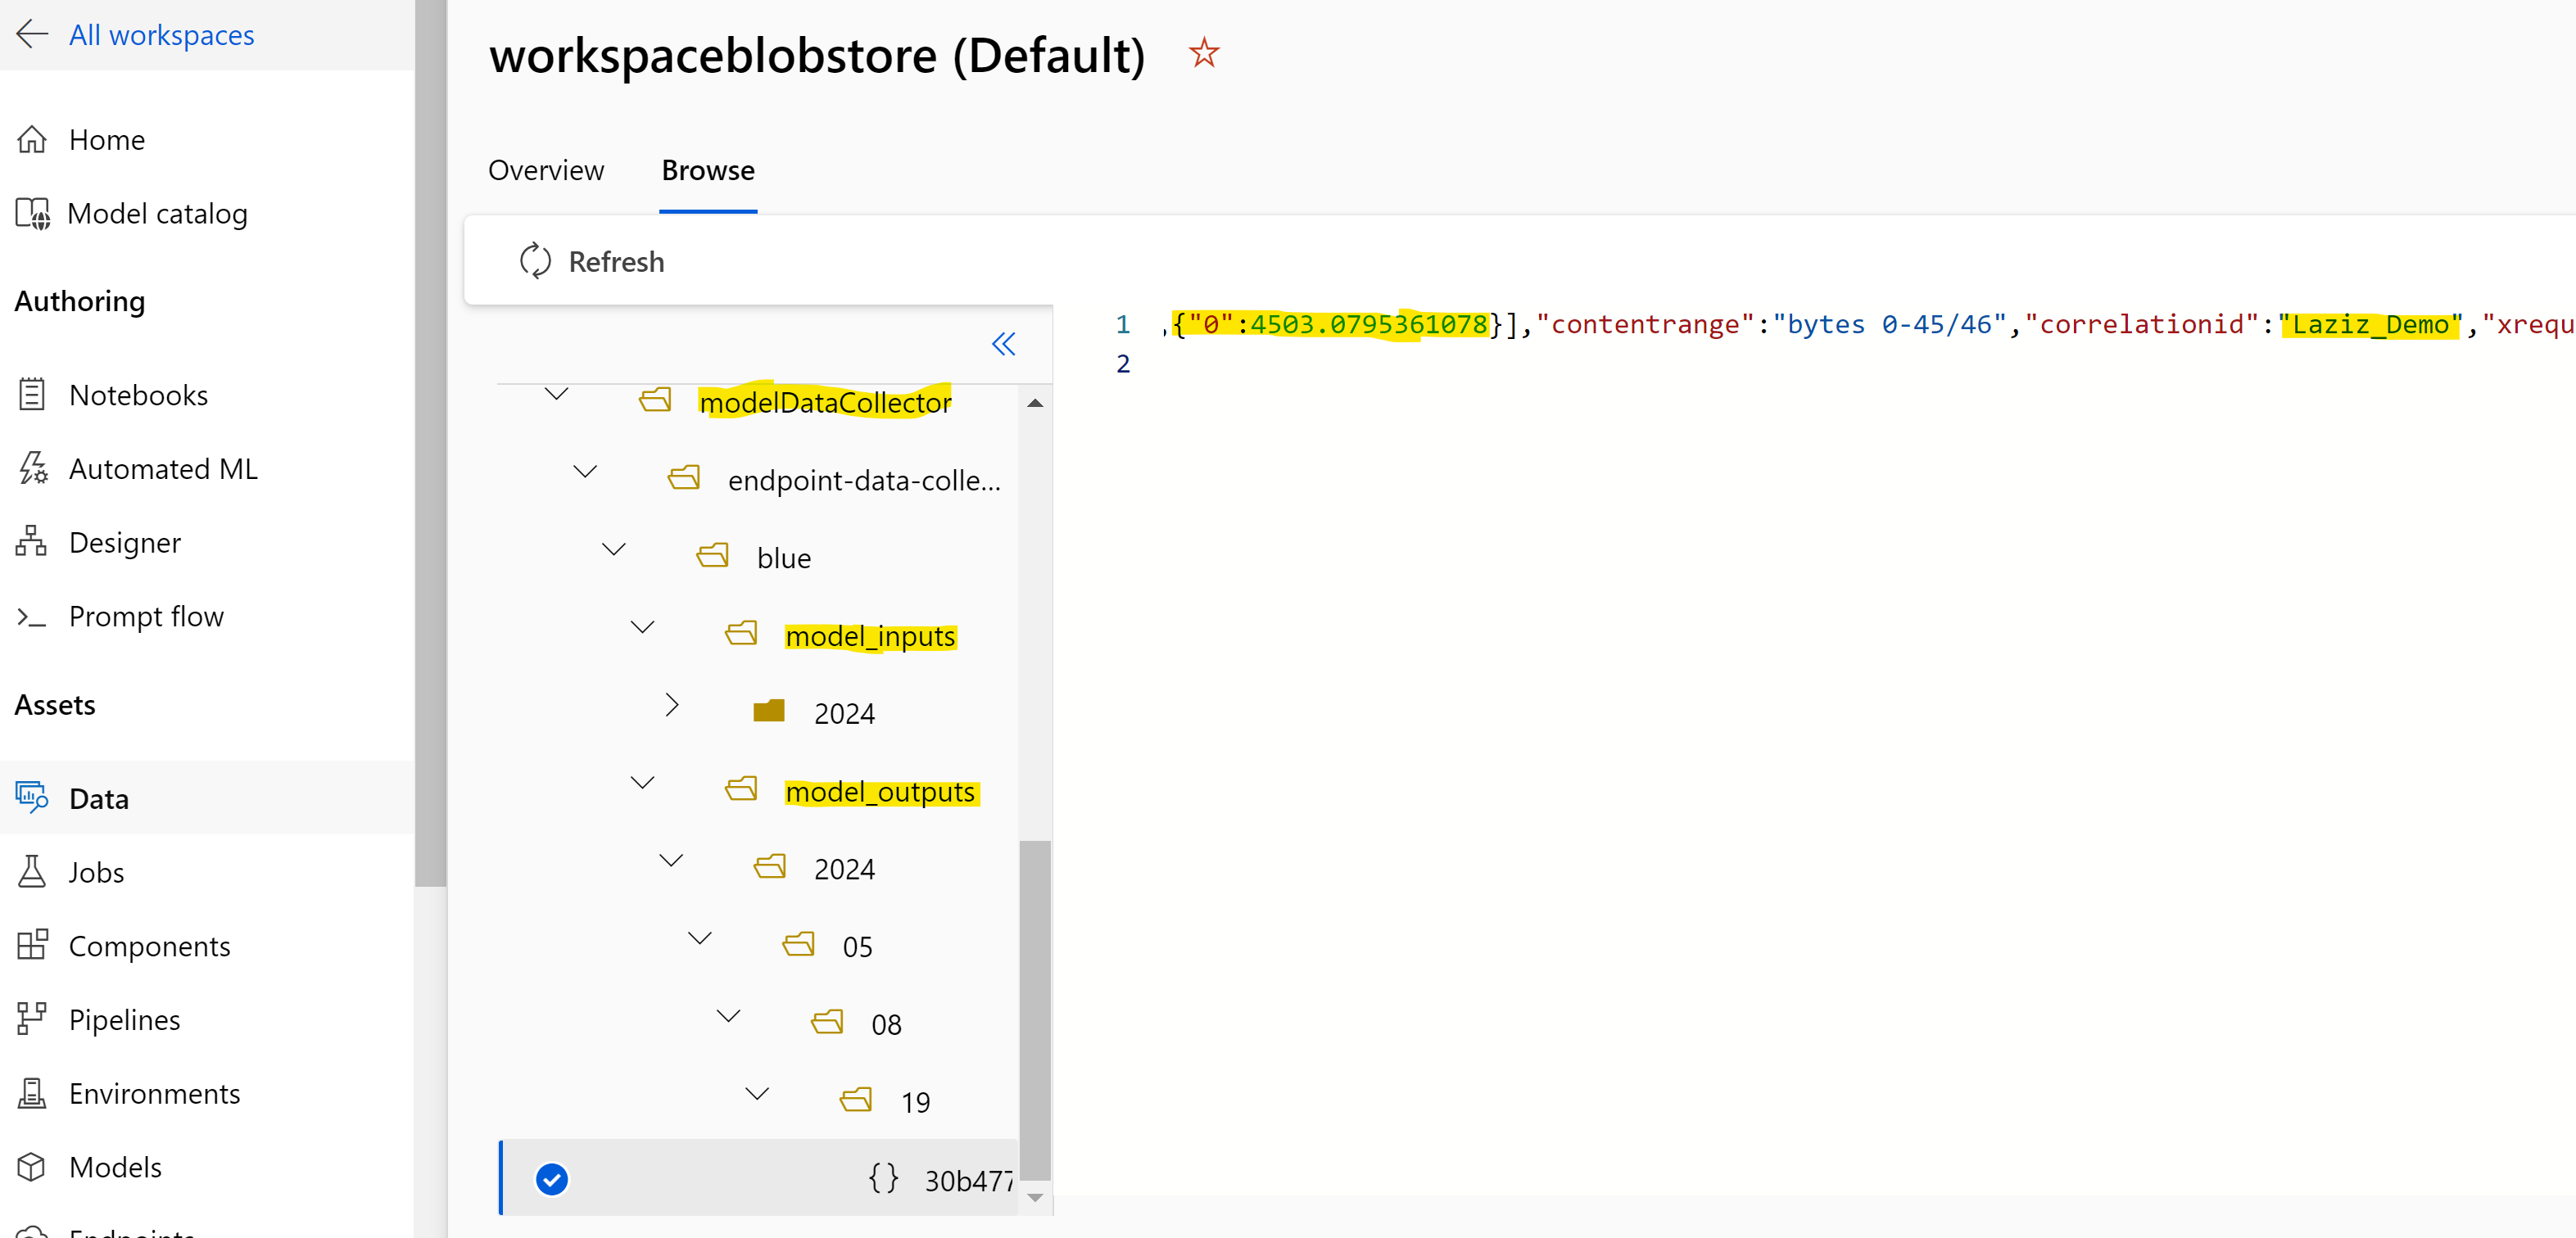 All workspaces
Home
Model catalog
Authoring
Notebooks
Automated ML
Designer
Prompt flow
Assets
Data
Jobs
Components
Pipelines
Environments
Models
Endpoints
workspaceblobstore (Default)
Overview Browse
Refresh
modelDataCollector
endpoint-data-colle...
blue
model_inputs
2024
model_outputs
2024
05
08
19
{} 30b477
1 ,{"0":4503.0795361078}],"contentrange":"bytes 0-45/46","correlationid":"Laziz_Demo","xrequ
2